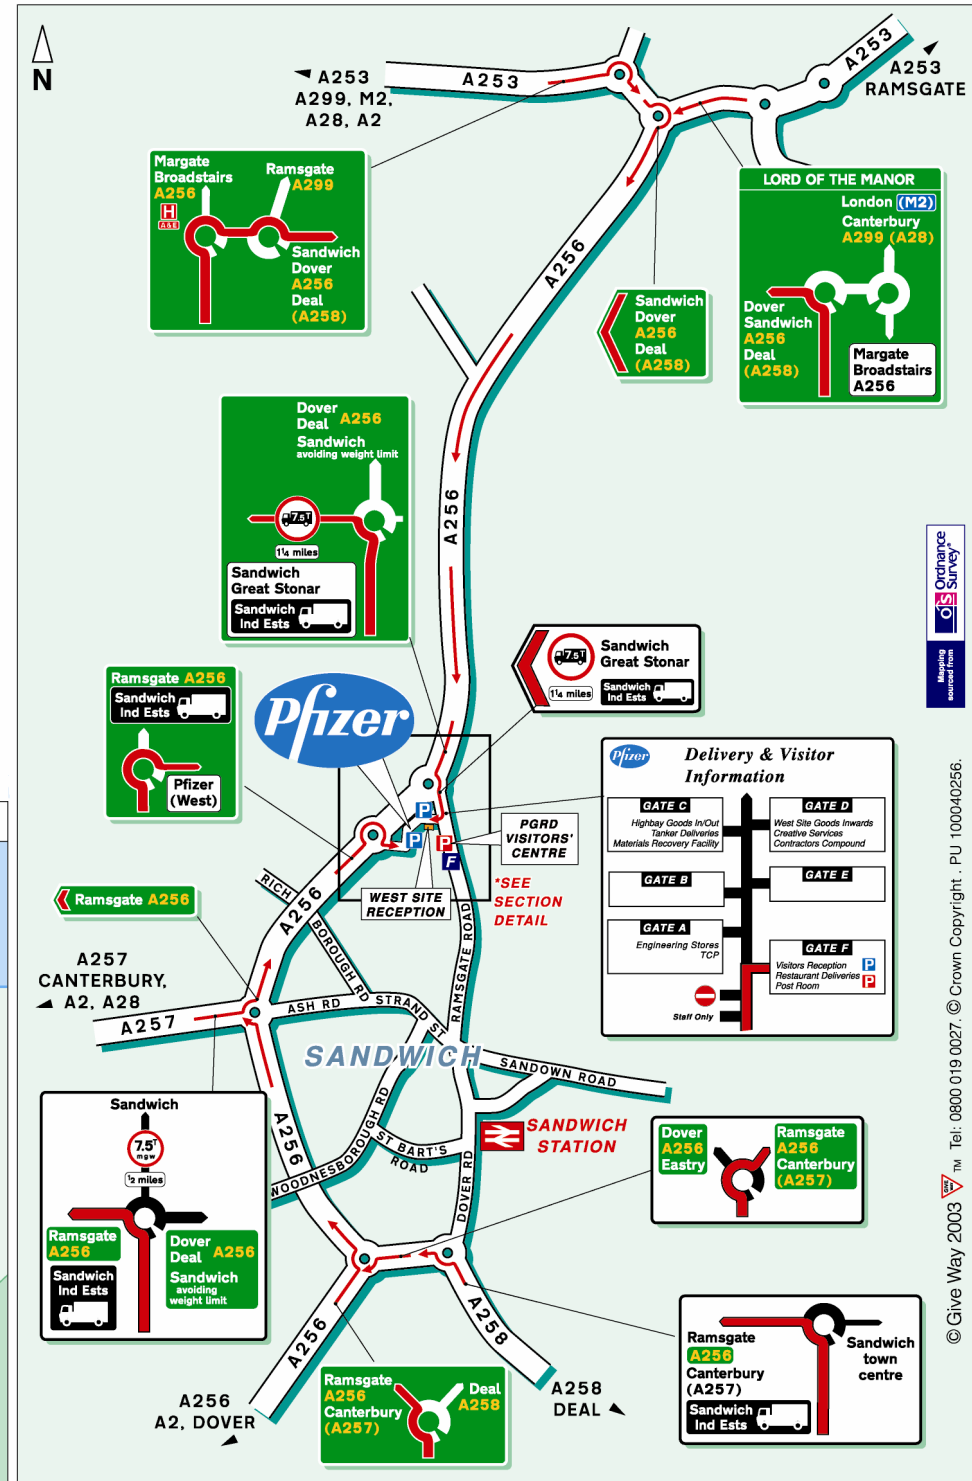 N
A253
A299, M2,
A28, A2
A253
A253
A253
RAMSGATE
Margate
Broadstairs
A256
H
A&E
Ramsgate
A299
Sandwich
Dover
A256
Deal
(A258)
A256
Sandwich
Dover
A256
Deal
(A258)
LORD OF THE MANOR
London (M2)
Canterbury
A299 (A28)
Dover
Sandwich
A256
Deal
(A258)
Margate
Broadstairs
A256
Dover
Deal A256
Sandwich
avoiding weight limit
7.5T
1¼ miles
Sandwich
Great Stonar
Sandwich
Ind Ests
A256
Ordnance
Survey®
Mapping
sourced from
7.5T
1¼ miles
Sandwich
Great Stonar
Sandwich
Ind Ests
Ramsgate A256
Sandwich
Ind Ests
Pfizer
(West)
Pfizer
P
P
P
F
PGRD
VISITORS'
CENTRE
WEST SITE
RECEPTION
*SEE
SECTION
DETAIL
Pfizer
Delivery & Visitor
Information
GATE C
Highbay Goods In/Out
Tanker Deliveries
Materials Recovery Facility
GATE D
West Site Goods Inwards
Creative Services
Contractors Compound
GATE B
GATE E
GATE A
Engineering Stores
TCP
GATE F
Visitors Reception
Restaurant Deliveries
Post Room
P
P
Staff Only
Ramsgate A256
A256
RICHBOROUGH RD
RAMSGATE ROAD
A257
CANTERBURY,
A2, A28
A257
ASH RD
STRAND ST
SANDWICH
SANDOWN ROAD
SANDWICH
STATION
A256
WOODNESBOROUGH RD
ST BART'S
ROAD
DOVER RD
Sandwich
7.5T
mgw
½ miles
Ramsgate
A256
Sandwich
Ind Ests
Dover
Deal A256
Sandwich
avoiding
weight limit
Dover
A256
Eastry
Ramsgate
A256
Canterbury
(A257)
A256
A258
A256
A2, DOVER
Ramsgate
A256
Canterbury
(A257)
Deal
A258
A258
DEAL
Ramsgate
A256
Canterbury
(A257)
Sandwich
Ind Ests
Sandwich
town
centre
© Give Way 2003 GIVE WAY TM Tel: 0800 019 0027. © Crown Copyright . PU 100040256.